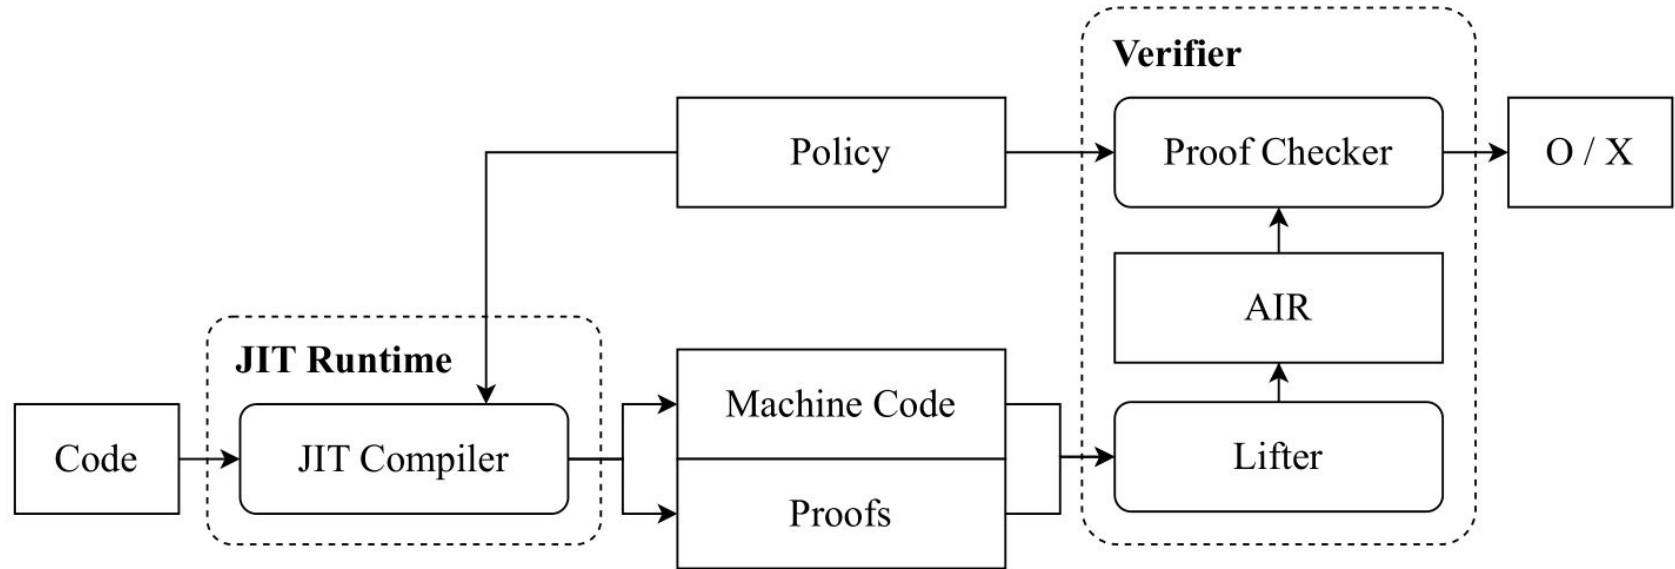 Verifier
Policy
Proof Checker
O / X
AIR
JIT Runtime
Machine Code
Code
JIT Compiler
Lifter
Proofs